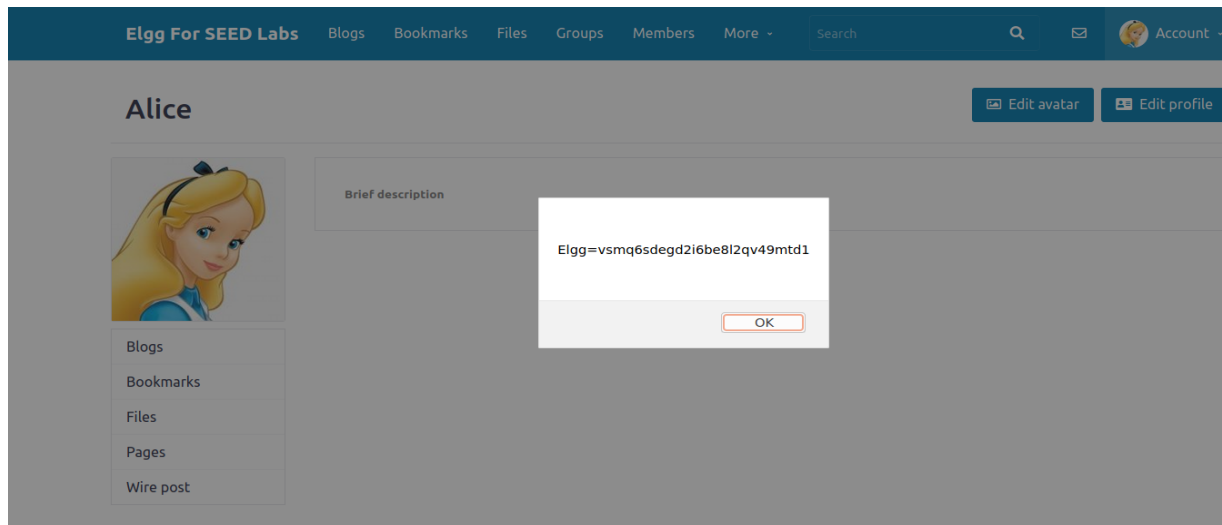 Elgg For SEED Labs Blogs Bookmarks Files Groups Members More Search Account
Alice
Edit avatar Edit profile
Brief description
Elgg=vsmq6sdegd2i6be8l2qv49mtd1
OK
Blogs
Bookmarks
Files
Pages
Wire post